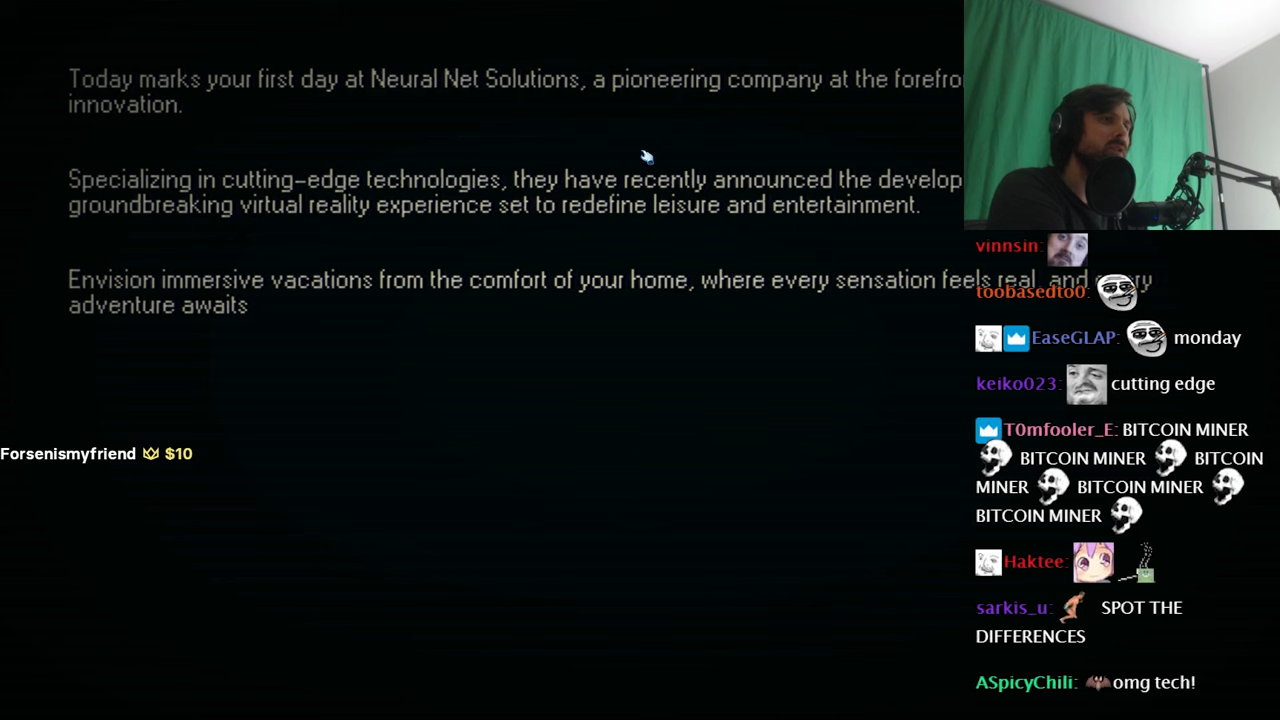 Today marks your first day at Neural Net Solutions, a pioneering company at the
innovation.
Specializing in cutting-edge technologies, they have recently announced the
groundbreaking virtual reality experience set to redefine leisure and entertainment.
Envision immersive vacations from the comfort of your home, where every sensation feels real, and
adventure awaits
Forsenismyfriend $10
vinnsin:
toobasedto0:
EaseGLAP: monday
keiko023: cutting edge
T0mfooler_E: BITCOIN MINER
BITCOIN MINER BITCOIN
MINER BITCOIN MINER
BITCOIN MINER
Haktee:
sarkis_u: SPOT THE
DIFFERENCES
ASpicyChili: omg tech!